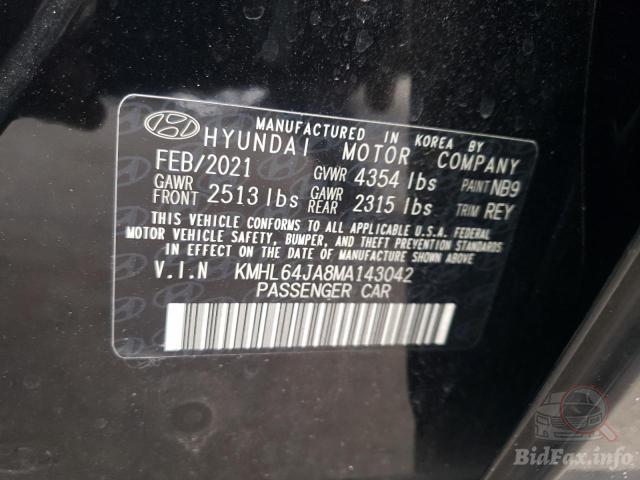 MANUFACTURED IN KOREA BY
HYUNDAI MOTOR COMPANY
FEB/2021 GVWR 4354 lbs PAINT NB9
GAWR FRONT 2513 lbs GAWR REAR 2315 lbs TRIM REY
THIS VEHICLE CONFORMS TO ALL APPLICABLE U.S.A. FEDERAL
MOTOR VEHICLE SAFETY, BUMPER, AND THEFT PREVENTION STANDARDS
IN EFFECT ON THE DATE OF MANUFACTURE SHOWN ABOVE.
V.I.N KMHL64JA8MA143042
PASSENGER CAR
BidFax.info